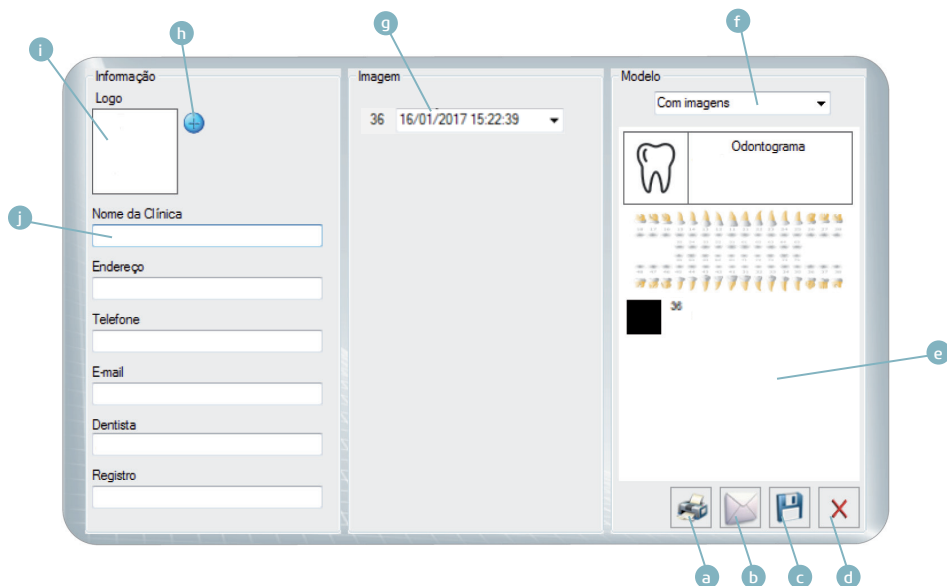 i
h
g
f
Informação
Logo
Nome da Clínica
j
Endereço
Telefone
E-mail
Dentista
Registro
Imagem
36 16/01/2017 15:22:39
Modelo
Com imagens
Odontograma
36
e
a
b
c
d